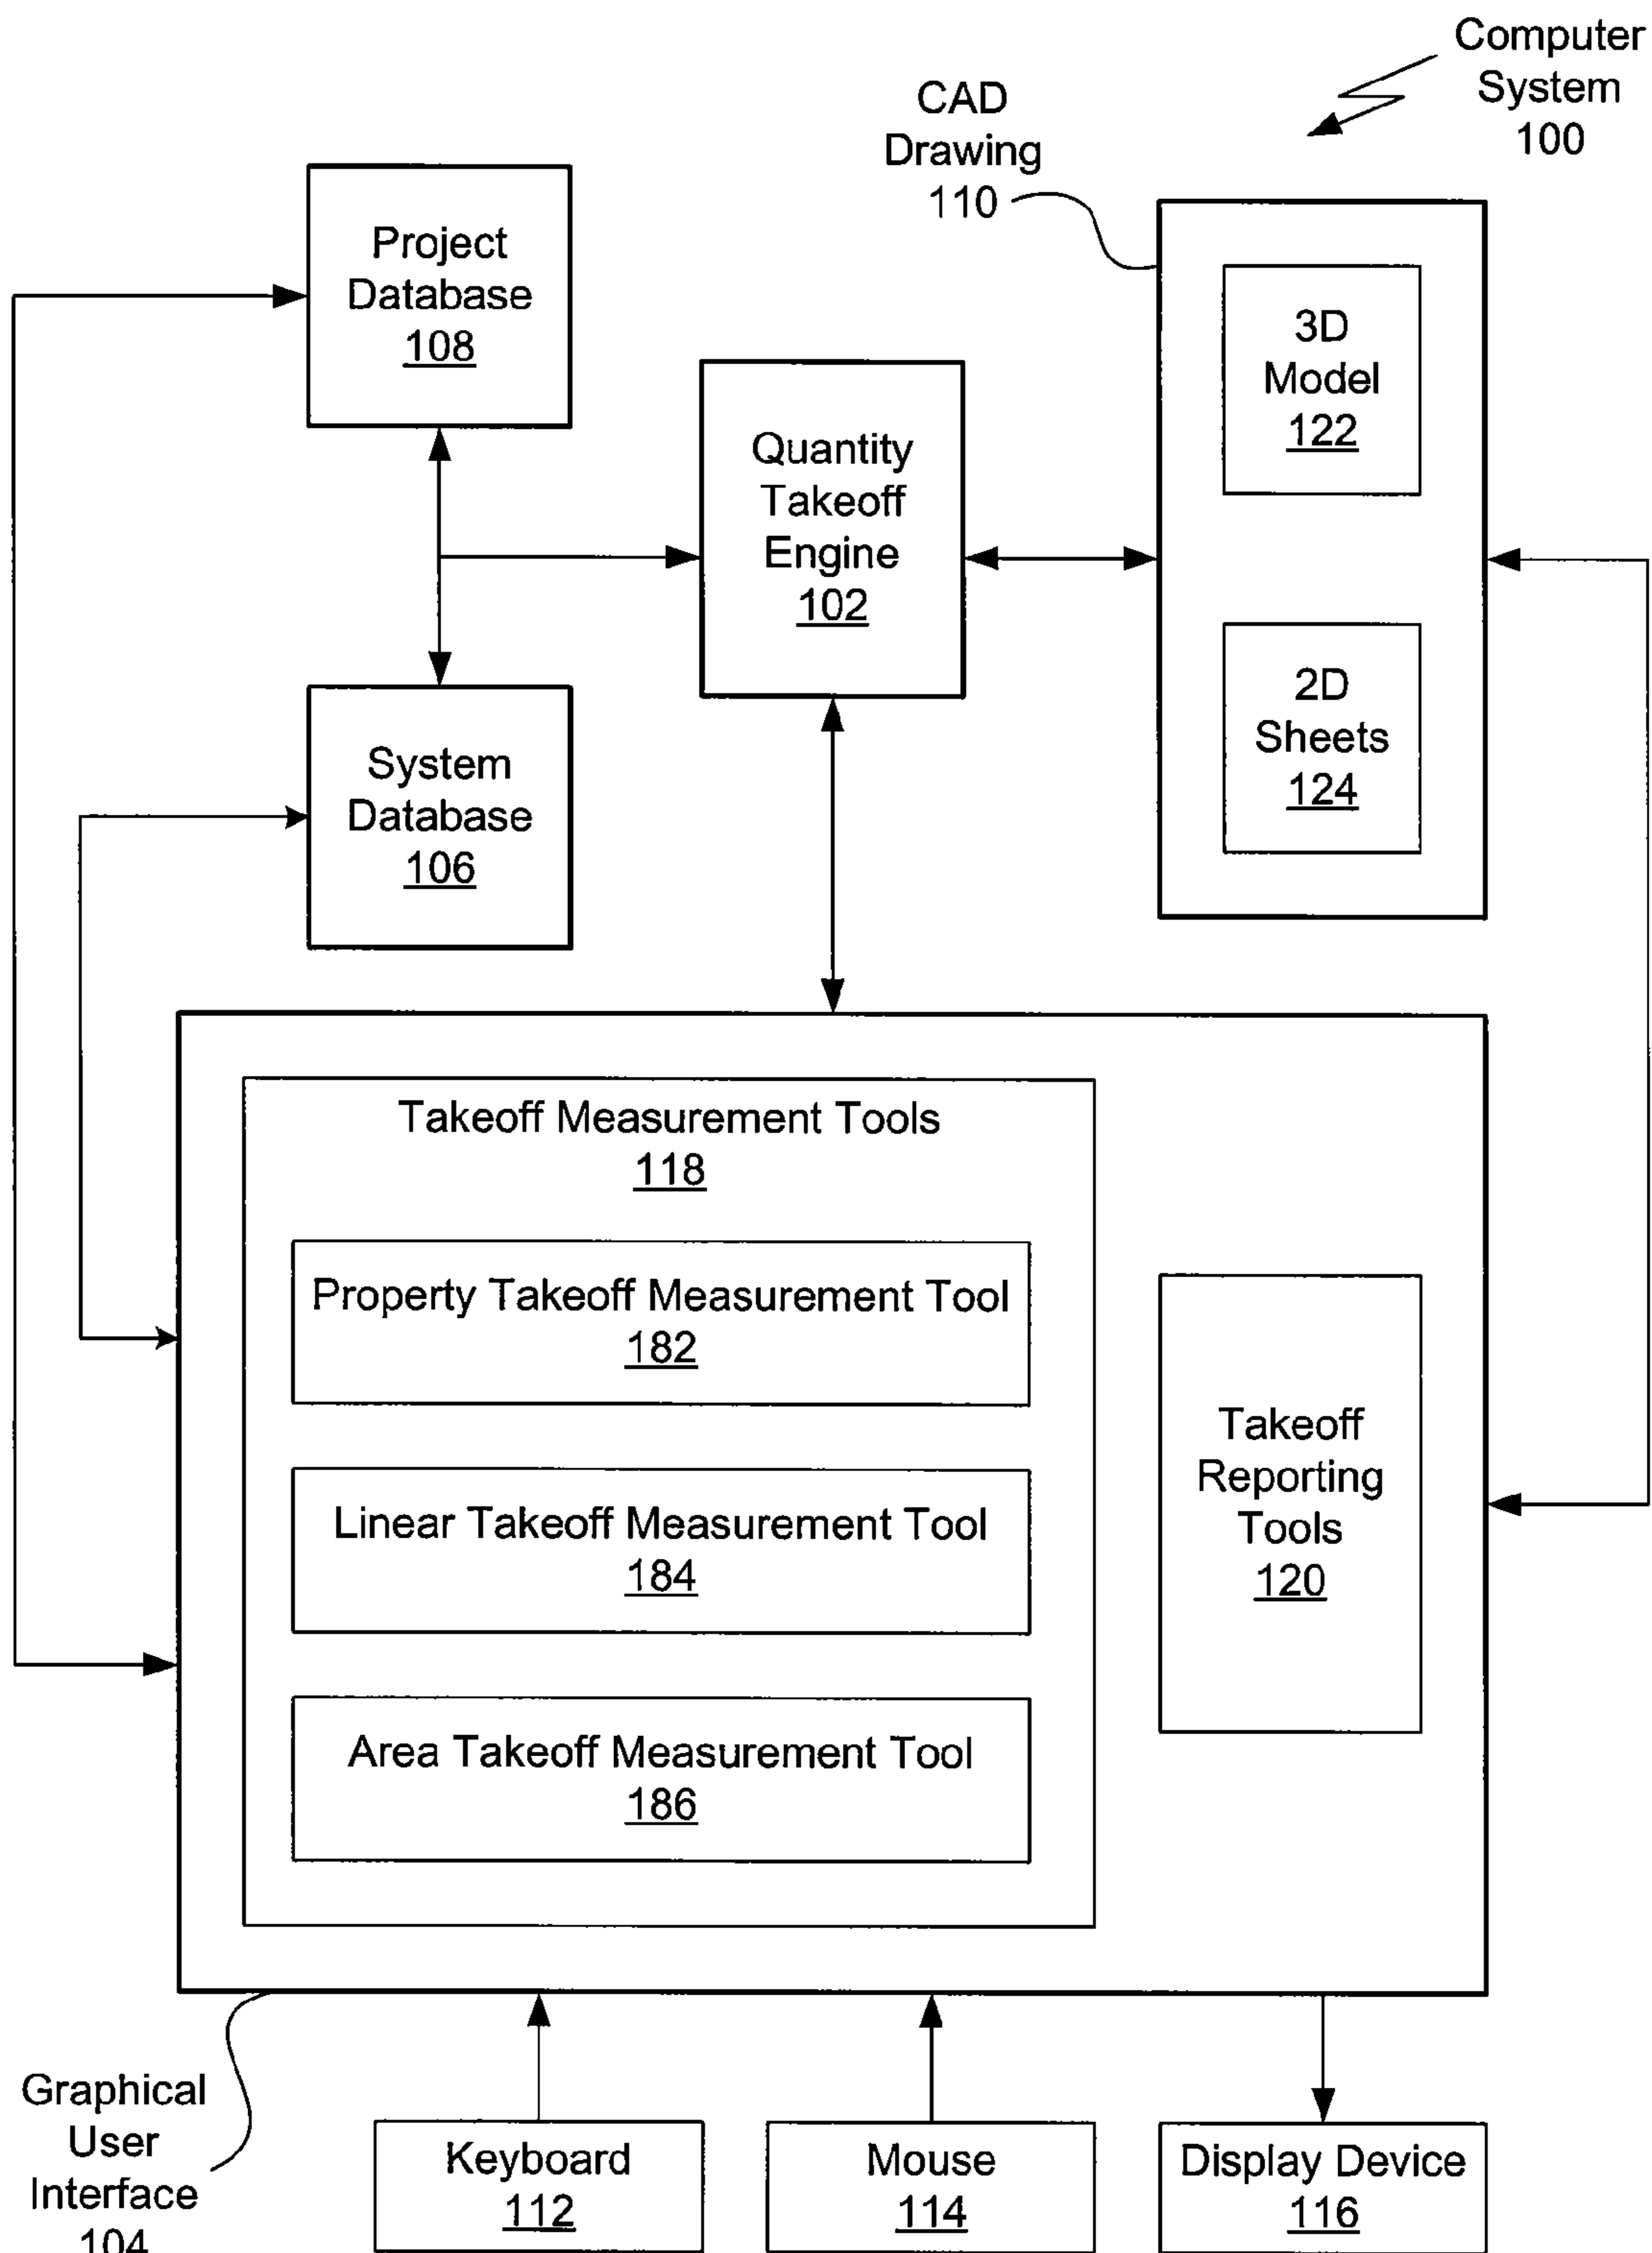 Computer
System
100
CAD
Drawing
110
Project
Database
108
3D
Model
122
Quantity
Takeoff
Engine
102
2D
Sheets
124
System
Database
106
Takeoff Measurement Tools
118
Property Takeoff Measurement Tool
182
Linear Takeoff Measurement Tool
184
Area Takeoff Measurement Tool
186
Takeoff
Reporting
Tools
120
Graphical
User
Interface
104
Keyboard
112
Mouse
114
Display Device
116